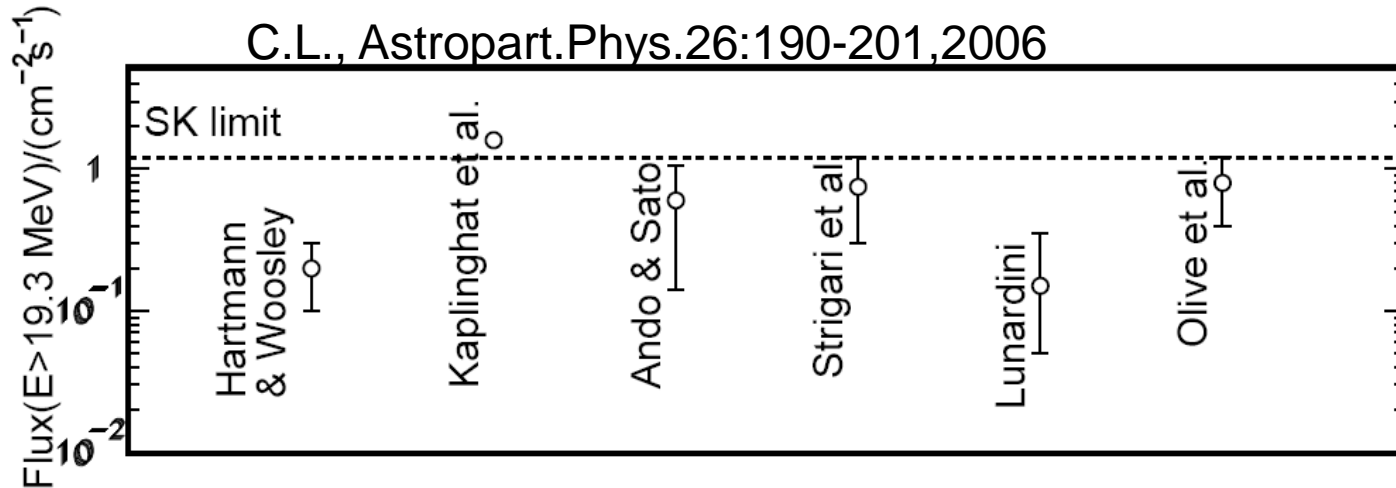 C.L., Astropart.Phys.26:190-201,2006
Flux(E>19.3 MeV)/(cm⁻²s⁻¹)
SK limit
1
10⁻¹
10⁻²
Hartmann
& Woosley
Kaplinghat et al.
Ando & Sato
Strigari et al
Lunardini
Olive et al.